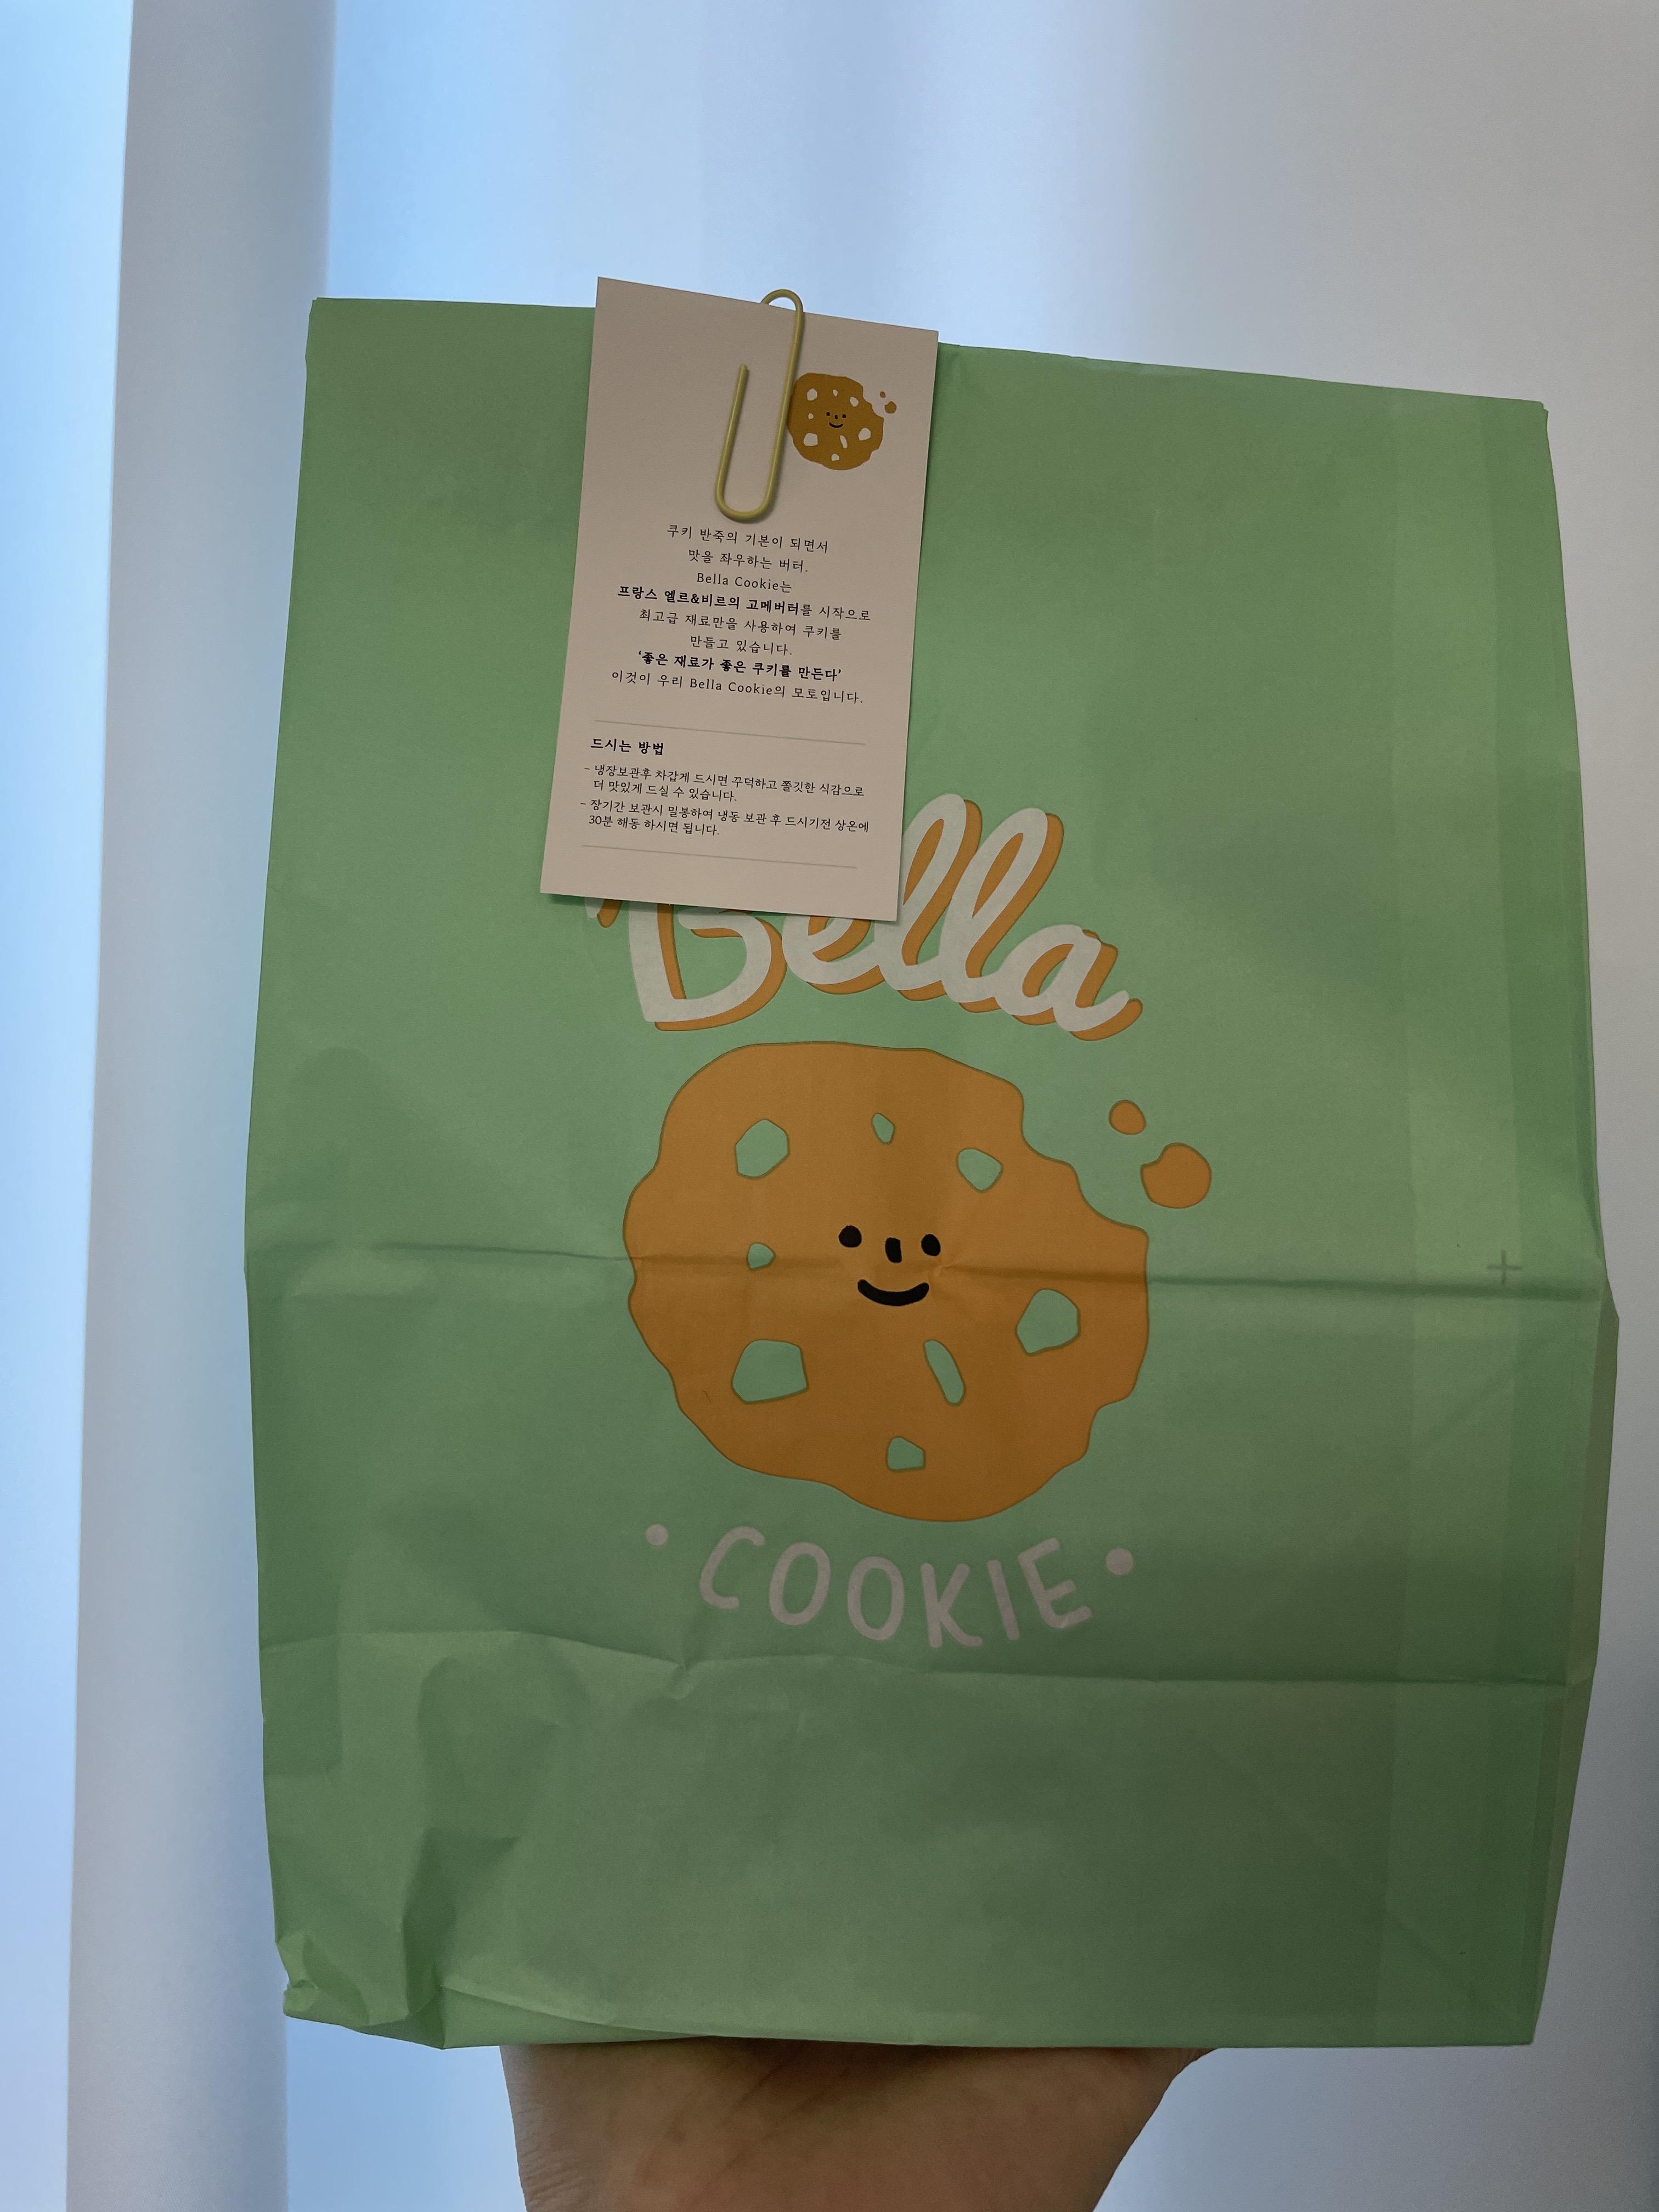 쿠키 반죽의 기본이 되면서
맛을 좌우하는 버터.
Bella Cookie는
프랑스 엘르&비르의 고메버터를 시작으로
최고급 재료만을 사용하여 쿠키를
만들고 있습니다.
‘좋은 재료가 좋은 쿠키를 만든다’
이것이 우리 Bella Cookie의 모토입니다.
드시는 방법
- 냉장보관후 차갑게 드시면 꾸덕하고 쫄깃한 식감으로
더 맛있게 드실 수 있습니다.
- 장기간 보관시 밀봉하여 냉동 보관 후 드시기전 상온에
30분 해동 하시면 됩니다.
Bella
• COOKIE •